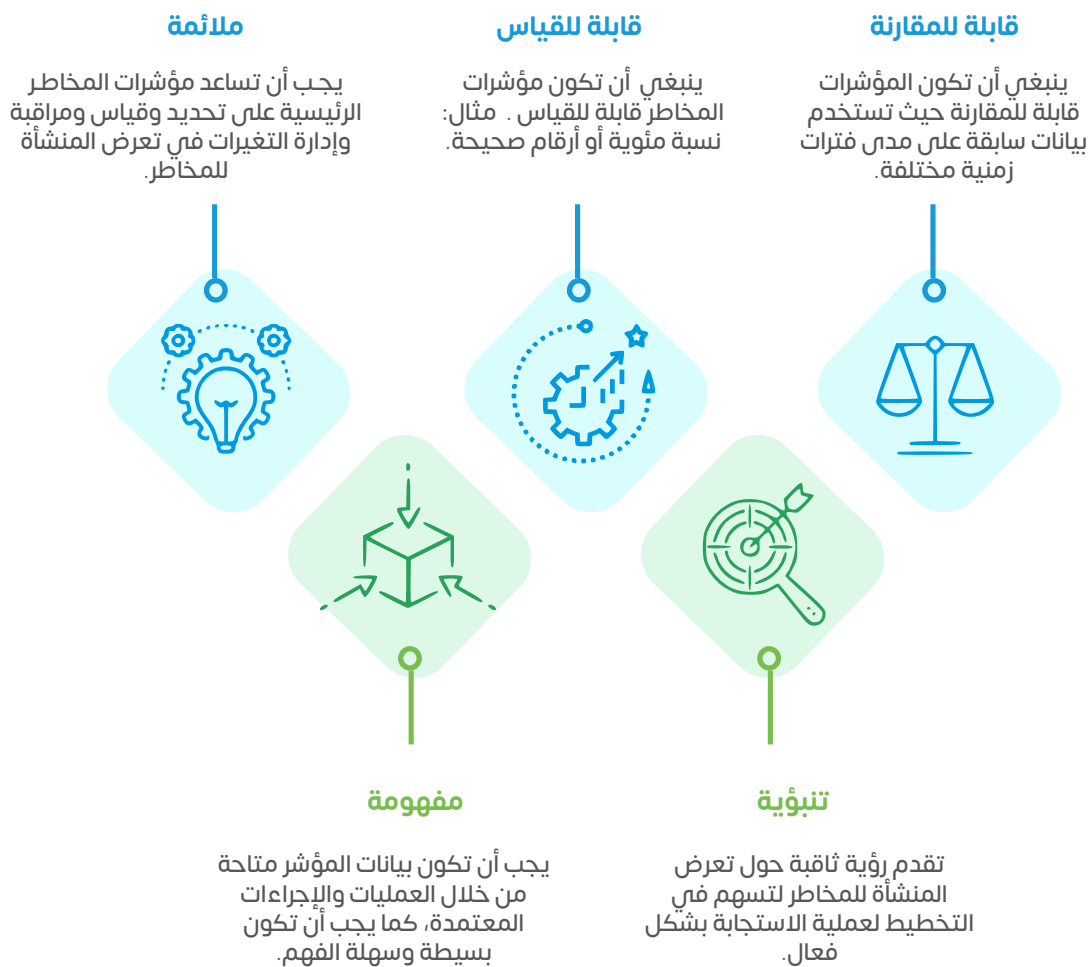 قابلة للمقارنة
ينبغي أن تكون المؤشرات
قابلة للمقارنة حيث تستخدم
بيانات سابقة على مدى فترات
زمنية مختلفة.
قابلة للقياس
ينبغي أن تكون مؤشرات
المخاطر قابلة للقياس . مثال:
نسبة مئوية أو أرقام صحيحة.
ملائمة
يجب أن تساعد مؤشرات المخاطر
الرئيسية على تحديد وقياس ومراقبة
وإدارة التغيرات في تعرض المنشأة
للمخاطر.
تنبؤية
تقدم رؤية ثاقبة حول تعرض
المنشأة للمخاطر لتسهم في
التخطيط لعملية الاستجابة بشكل
فعال.
مفهومة
يجب أن تكون بيانات المؤشر متاحة
من خلال العمليات والإجراءات
المعتمدة، كما يجب أن تكون
بسيطة وسهلة الفهم.